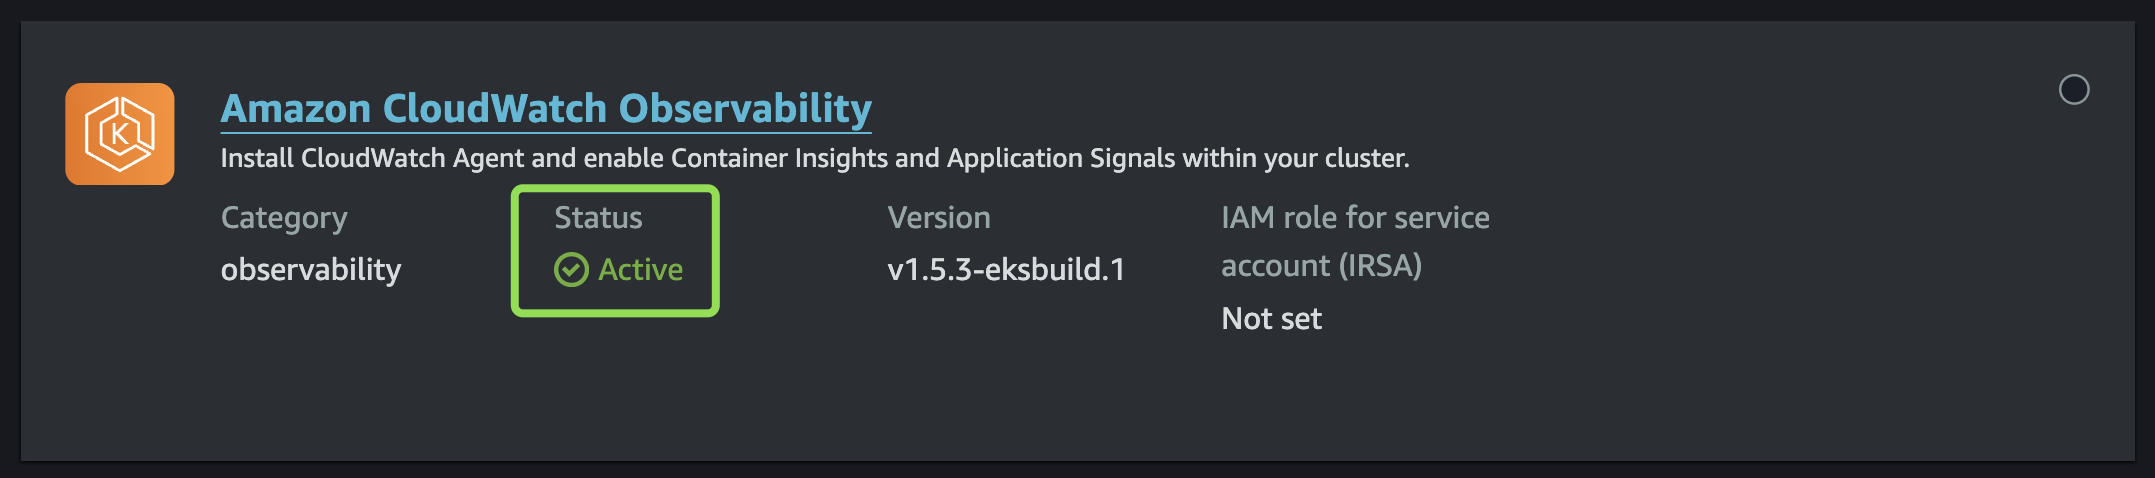 K
Amazon CloudWatch Observability
Install CloudWatch Agent and enable Container Insights and Application Signals within your cluster.
Category
observability
Status
Active
Version
v1.5.3-eksbuild.1
IAM role for service
account (IRSA)
Not set